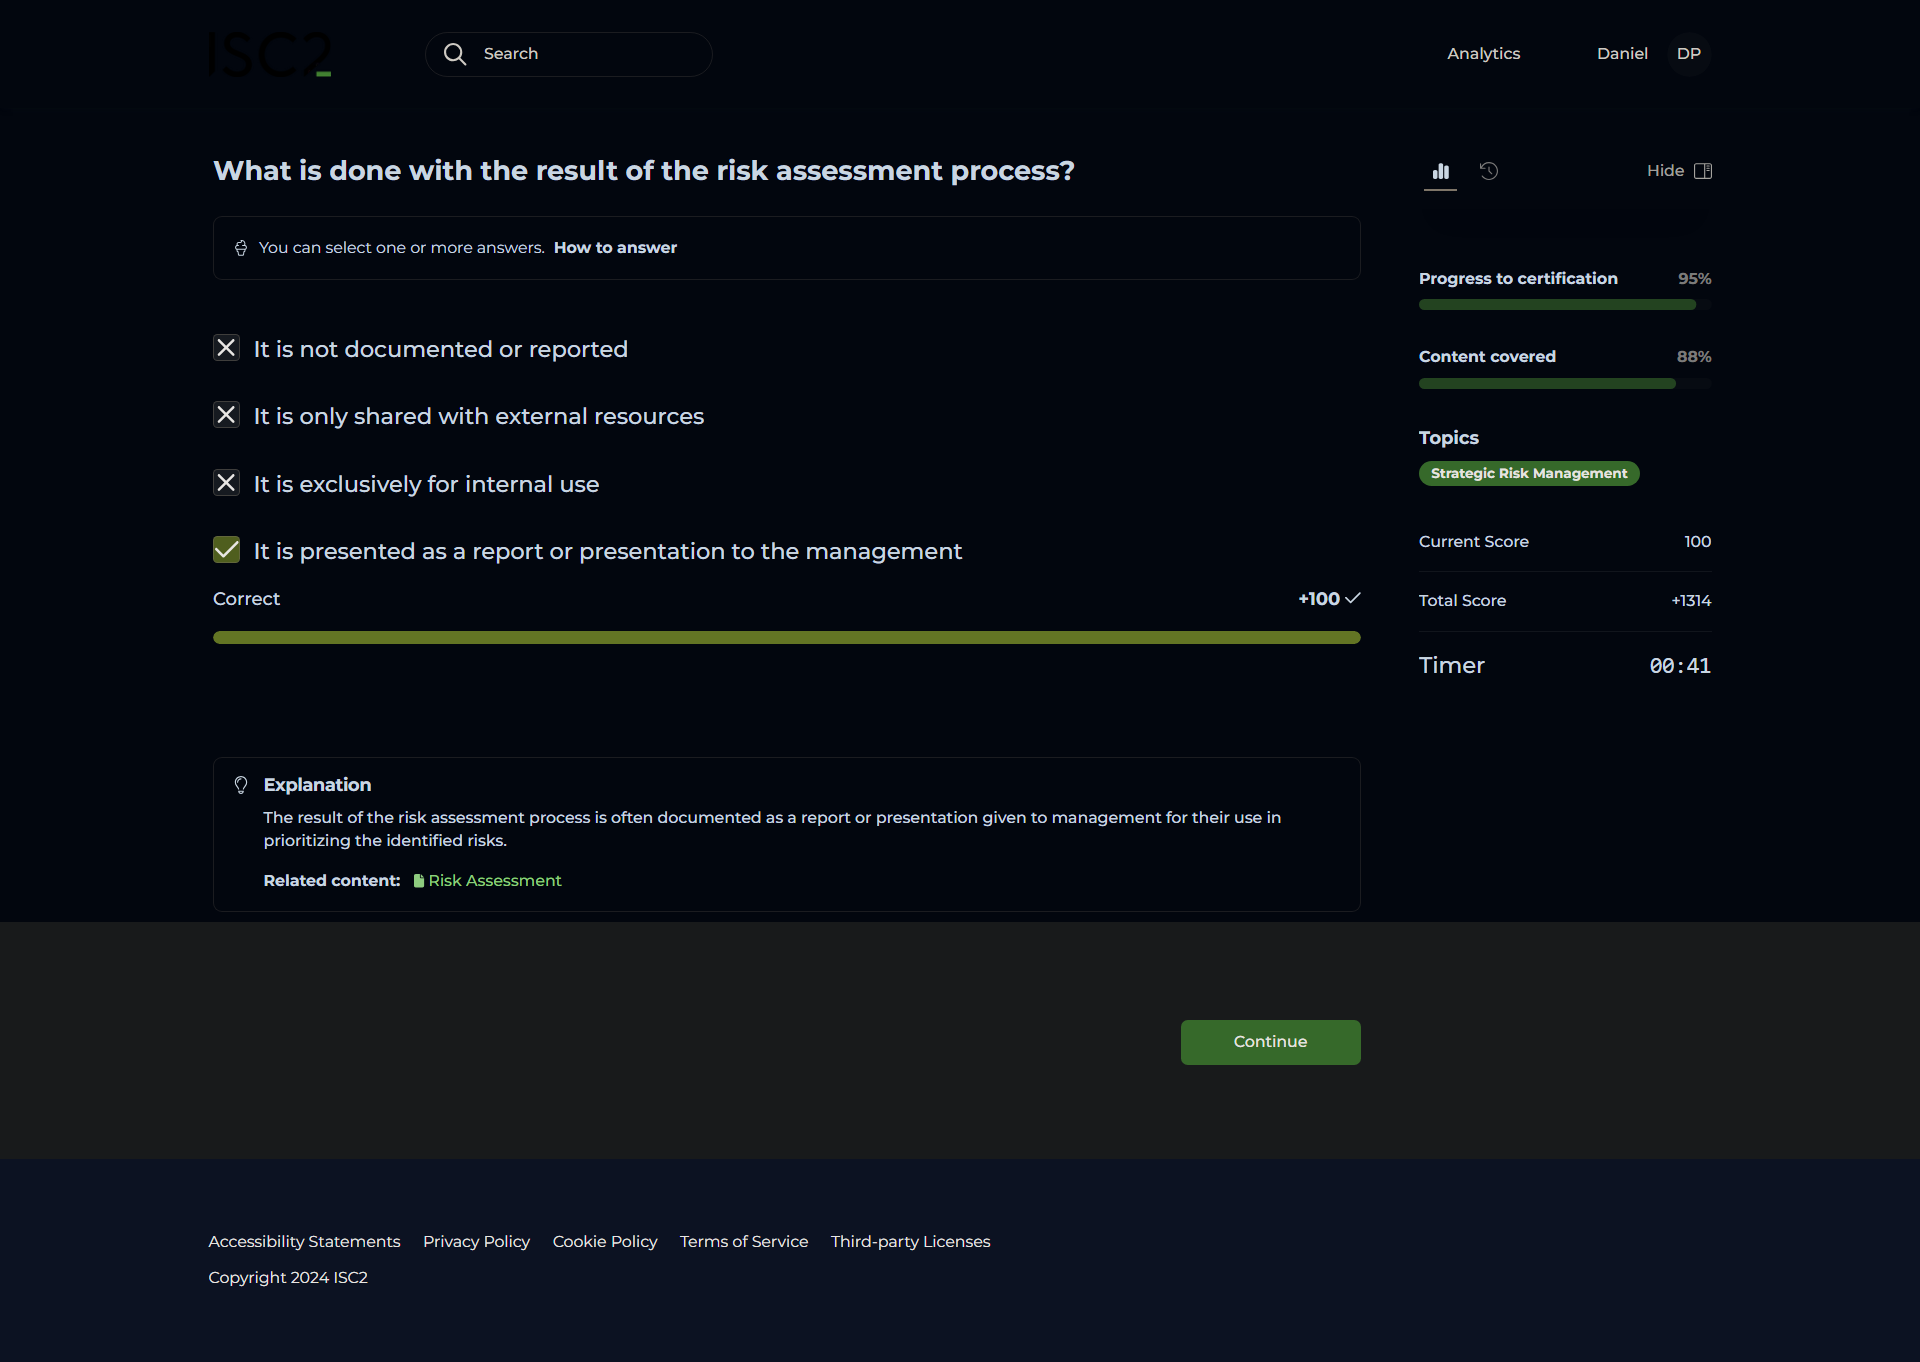 ISC2
Search
Analytics
Daniel
DP
What is done with the result of the risk assessment process?
You can select one or more answers. How to answer
It is not documented or reported
It is only shared with external resources
It is exclusively for internal use
It is presented as a report or presentation to the management
Correct
+100
Hide
Progress to certification 95%
Content covered 88%
Topics
Strategic Risk Management
Current Score 100
Total Score +1314
Timer 00:41
Explanation
The result of the risk assessment process is often documented as a report or presentation given to management for their use in
prioritizing the identified risks.
Related content: Risk Assessment
Continue
Accessibility Statements Privacy Policy Cookie Policy Terms of Service Third-party Licenses
Copyright 2024 ISC2